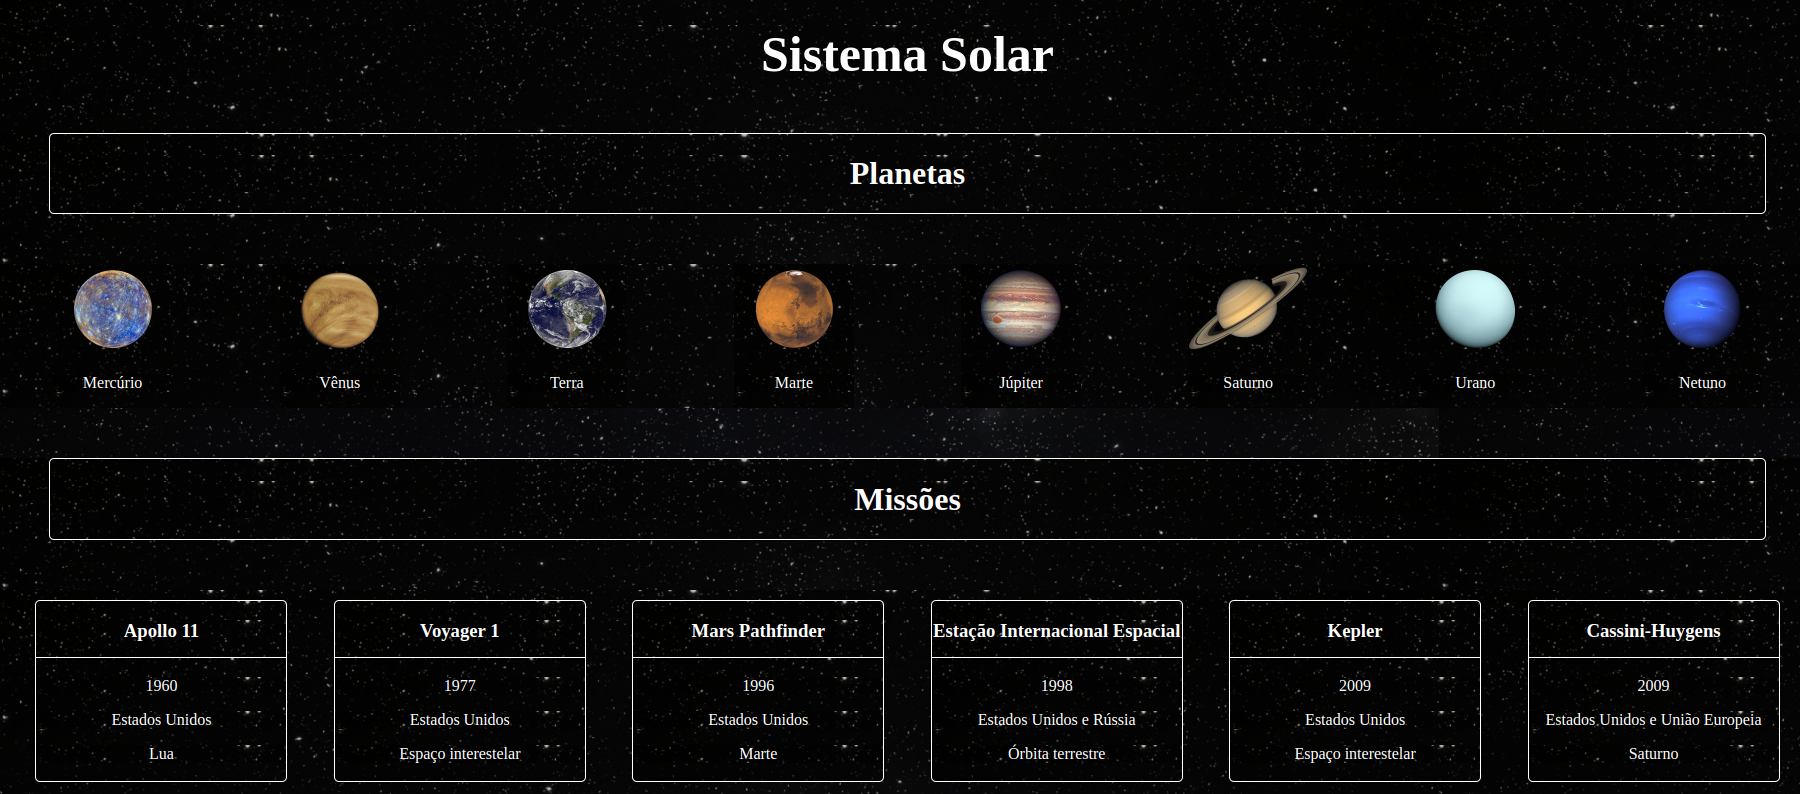 Sistema Solar
Planetas
Mercúrio
Vênus
Terra
Marte
Júpiter
Saturno
Urano
Netuno
Missões
Apollo 11
1960
Estados Unidos
Lua
Voyager 1
1977
Estados Unidos
Espaço interestelar
Mars Pathfinder
1996
Estados Unidos
Marte
Estação Internacional Espacial
1998
Estados Unidos e Rússia
Órbita terrestre
Kepler
2009
Estados Unidos
Espaço interestelar
Cassini-Huygens
2009
Estados Unidos e União Europeia
Saturno